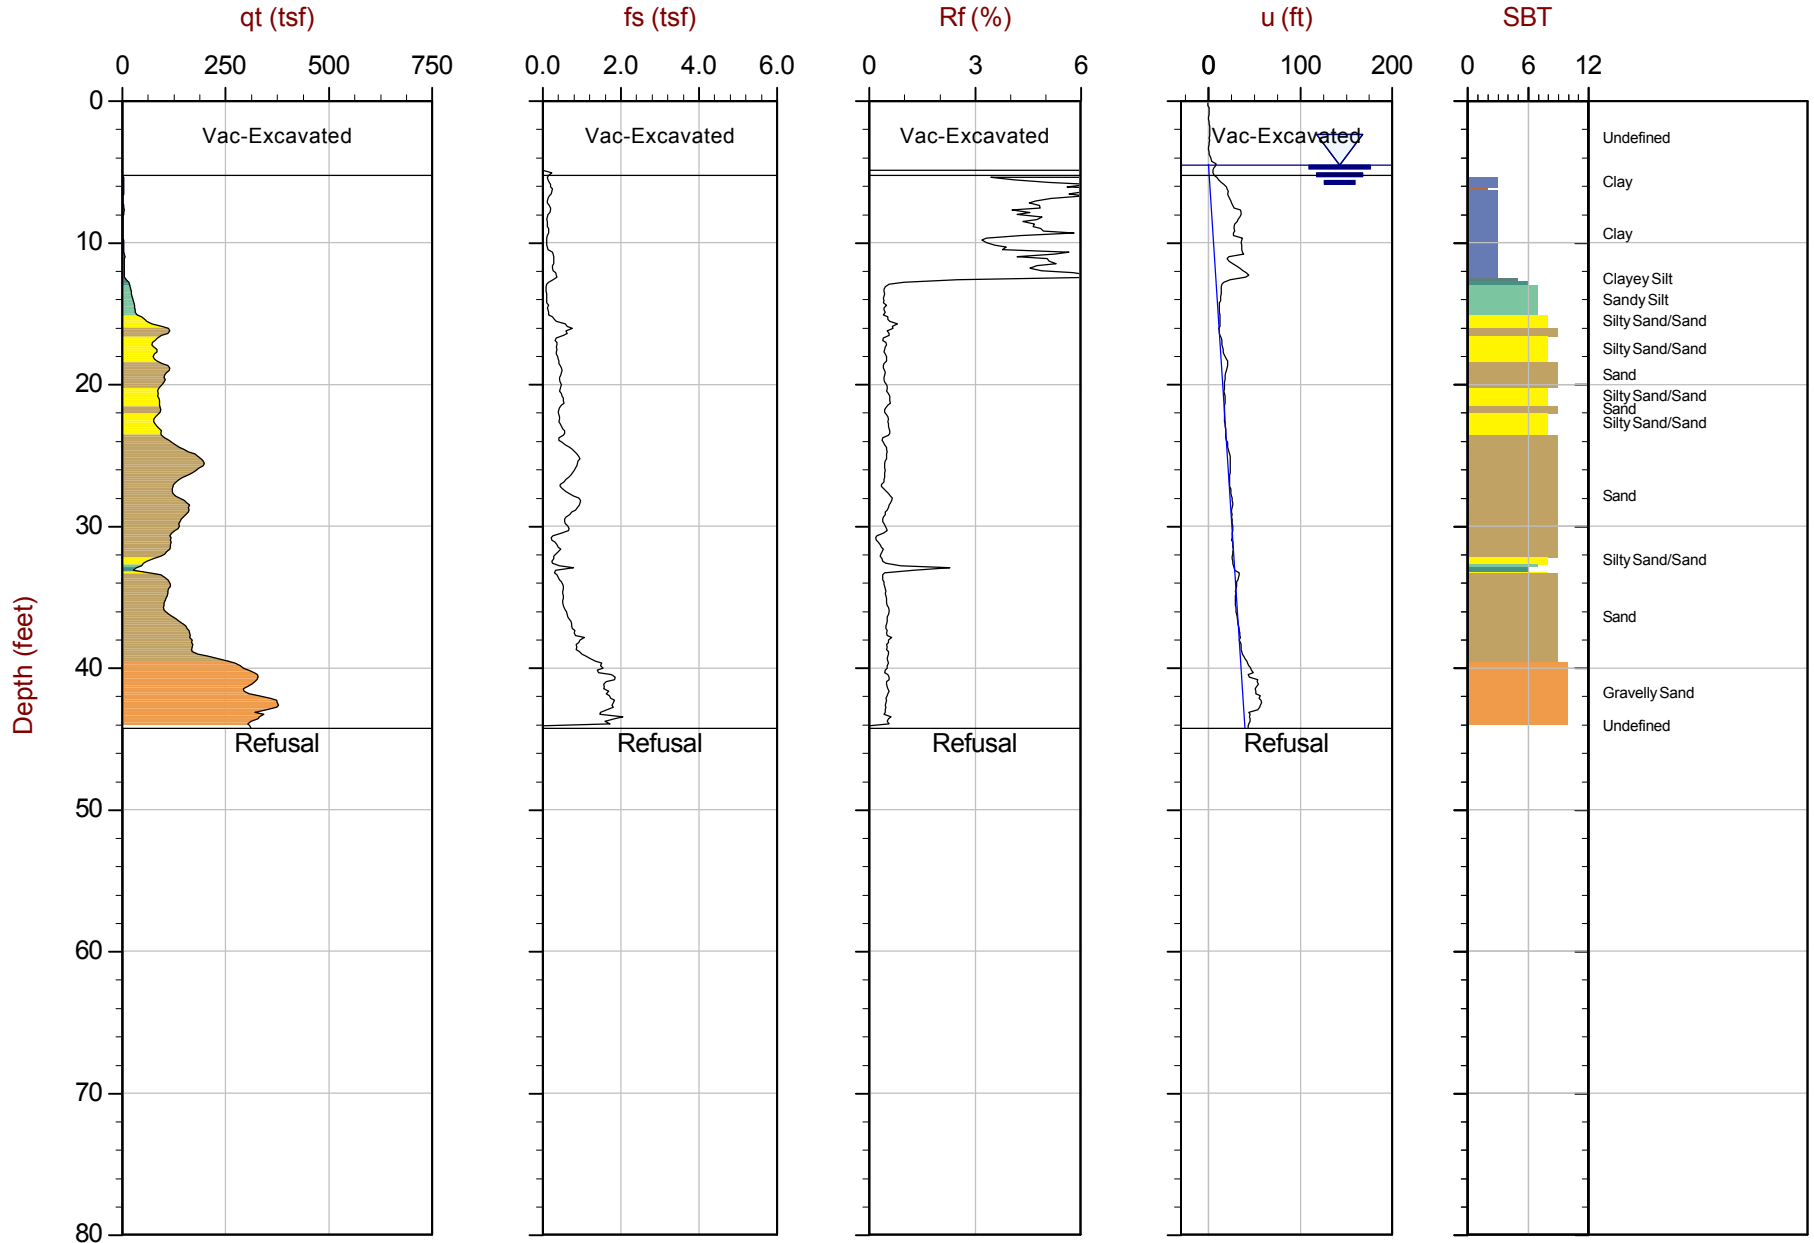 qt (tsf) fs (tsf) Rf (%) u (ft) SBT
0 250 500 750 0.0 2.0 4.0 6.0 0 3 6 0 100 200 0 6 12
0
Vac-Excavated Vac-Excavated Vac-Excavated Vac-Excavated Undefined
Clay
Clay
10
Clayey Silt
Sandy Silt
Silty Sand/Sand
Silty Sand/Sand
Sand
20
Silty Sand/Sand
Sand
Silty Sand/Sand
Sand
30
Silty Sand/Sand
Sand
40
Gravelly Sand
Undefined
Refusal Refusal Refusal Refusal
50
60
70
80
Depth (feet)